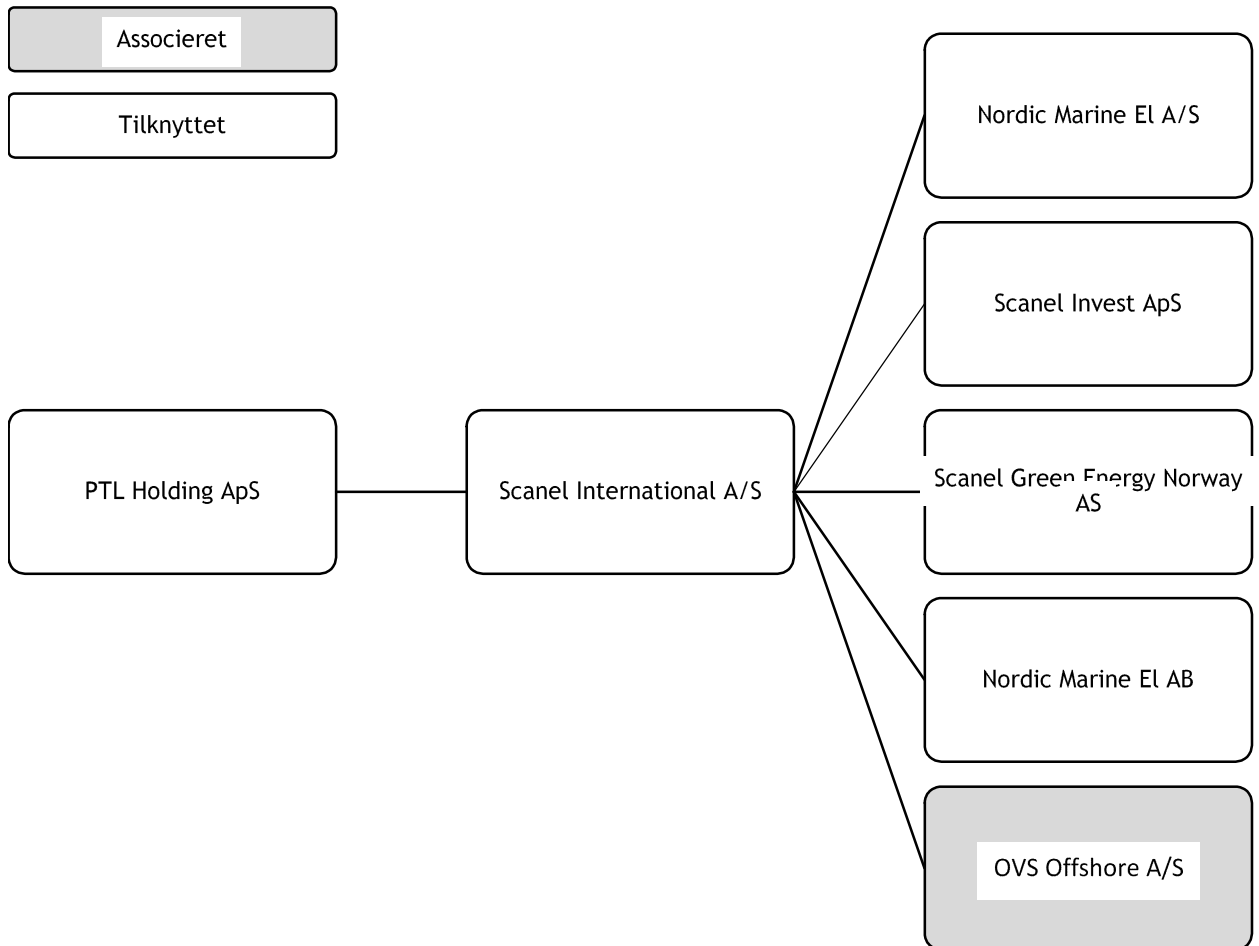 Associeret
Tilknyttet
Nordic Marine El A/S
Scanel Invest ApS
PTL Holding ApS
Scanel International A/S
Scanel Green Energy Norway
AS
Nordic Marine El AB
OVS Offshore A/S